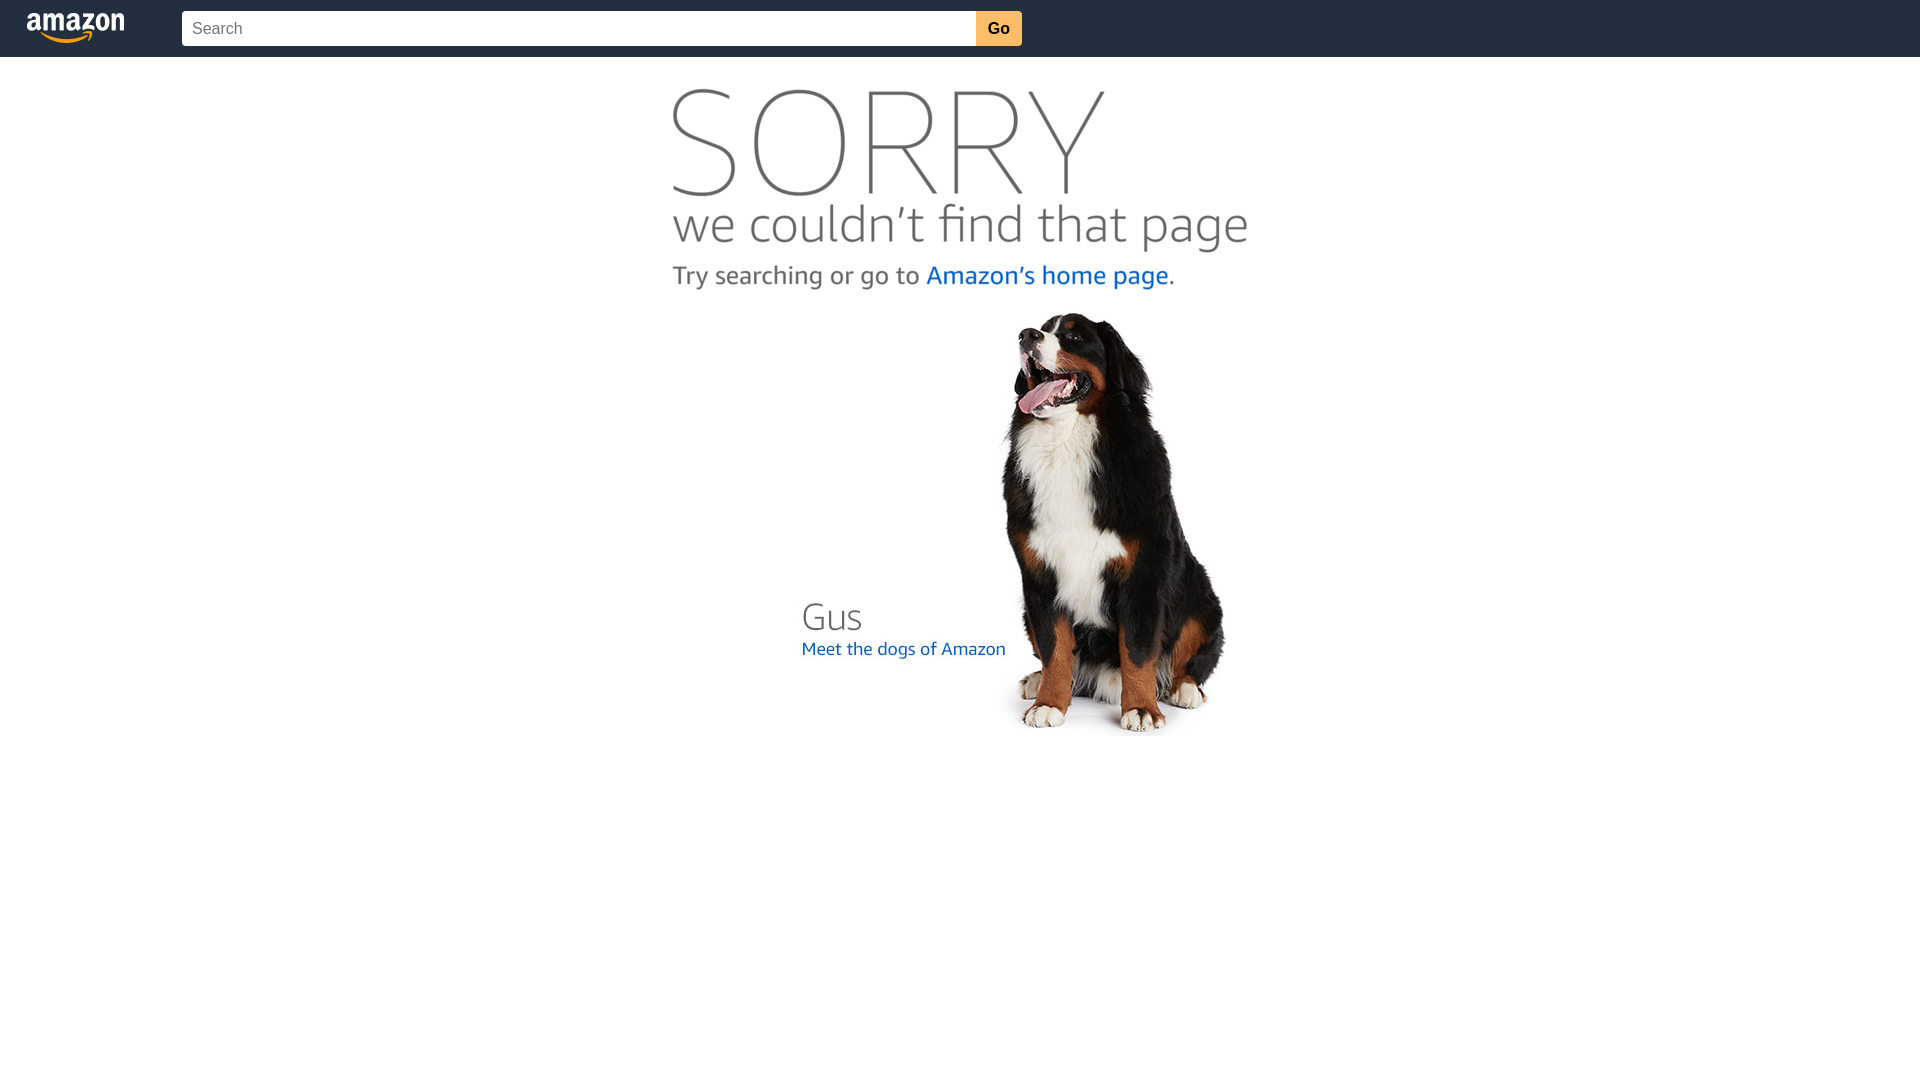 amazon
Search
Go
SORRY
we couldn't find that page
Try searching or go to Amazon's home page.
Gus
Meet the dogs of Amazon